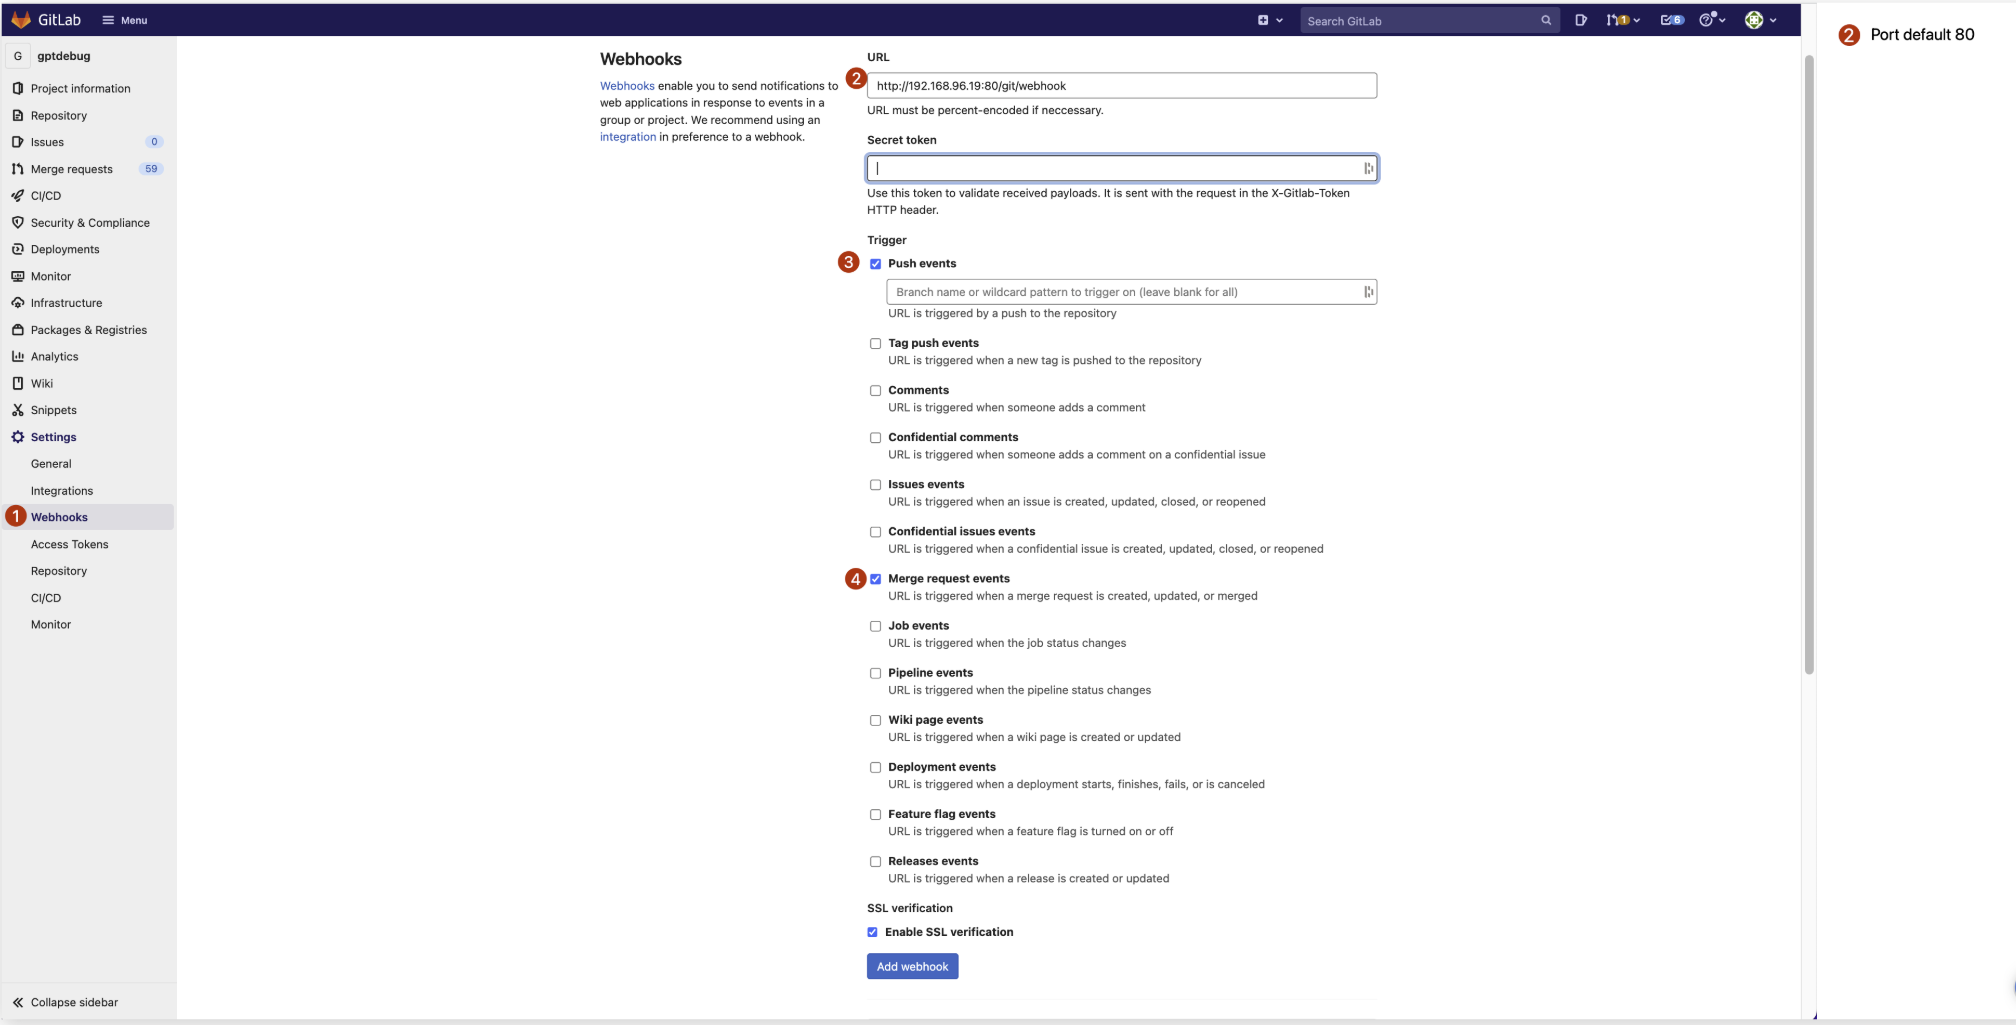 GitLab
Menu
Search GitLab
1
6
2 Port default 80
G gptdebug
Project information
Repository
Issues 0
Merge requests 59
CI/CD
Security & Compliance
Deployments
Monitor
Infrastructure
Packages & Registries
Analytics
Wiki
Snippets
Settings
General
Integrations
1 Webhooks
Access Tokens
Repository
CI/CD
Monitor
Collapse sidebar
Webhooks
Webhooks enable you to send notifications to
web applications in response to events in a
group or project. We recommend using an
integration in preference to a webhook.
URL
2 http://192.168.96.19:80/git/webhook
URL must be percent-encoded if neccessary.
Secret token
Use this token to validate received payloads. It is sent with the request in the X-Gitlab-Token
HTTP header.
Trigger
3 Push events
Branch name or wildcard pattern to trigger on (leave blank for all)
URL is triggered by a push to the repository
Tag push events
URL is triggered when a new tag is pushed to the repository
Comments
URL is triggered when someone adds a comment
Confidential comments
URL is triggered when someone adds a comment on a confidential issue
Issues events
URL is triggered when an issue is created, updated, closed, or reopened
Confidential issues events
URL is triggered when a confidential issue is created, updated, closed, or reopened
4 Merge request events
URL is triggered when a merge request is created, updated, or merged
Job events
URL is triggered when the job status changes
Pipeline events
URL is triggered when the pipeline status changes
Wiki page events
URL is triggered when a wiki page is created or updated
Deployment events
URL is triggered when a deployment starts, finishes, fails, or is canceled
Feature flag events
URL is triggered when a feature flag is turned on or off
Releases events
URL is triggered when a release is created or updated
SSL verification
Enable SSL verification
Add webhook